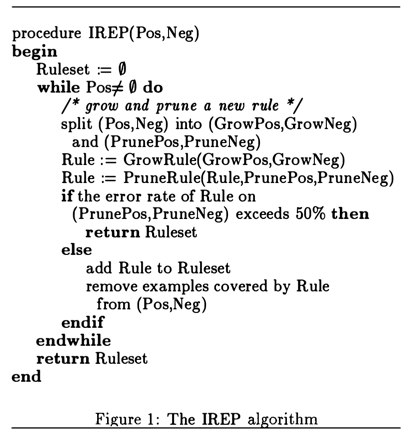 procedure IREP(Pos,Neg)
begin
Ruleset := ∅
while Pos≠ ∅ do
/* grow and prune a new rule */
split (Pos,Neg) into (GrowPos,GrowNeg)
and (PrunePos,PruneNeg)
Rule := GrowRule(GrowPos,GrowNeg)
Rule := PruneRule(Rule,PrunePos,PruneNeg)
if the error rate of Rule on
(PrunePos,PruneNeg) exceeds 50% then
return Ruleset
else
add Rule to Ruleset
remove examples covered by Rule
from (Pos,Neg)
endif
endwhile
return Ruleset
end
Figure 1: The IREP algorithm